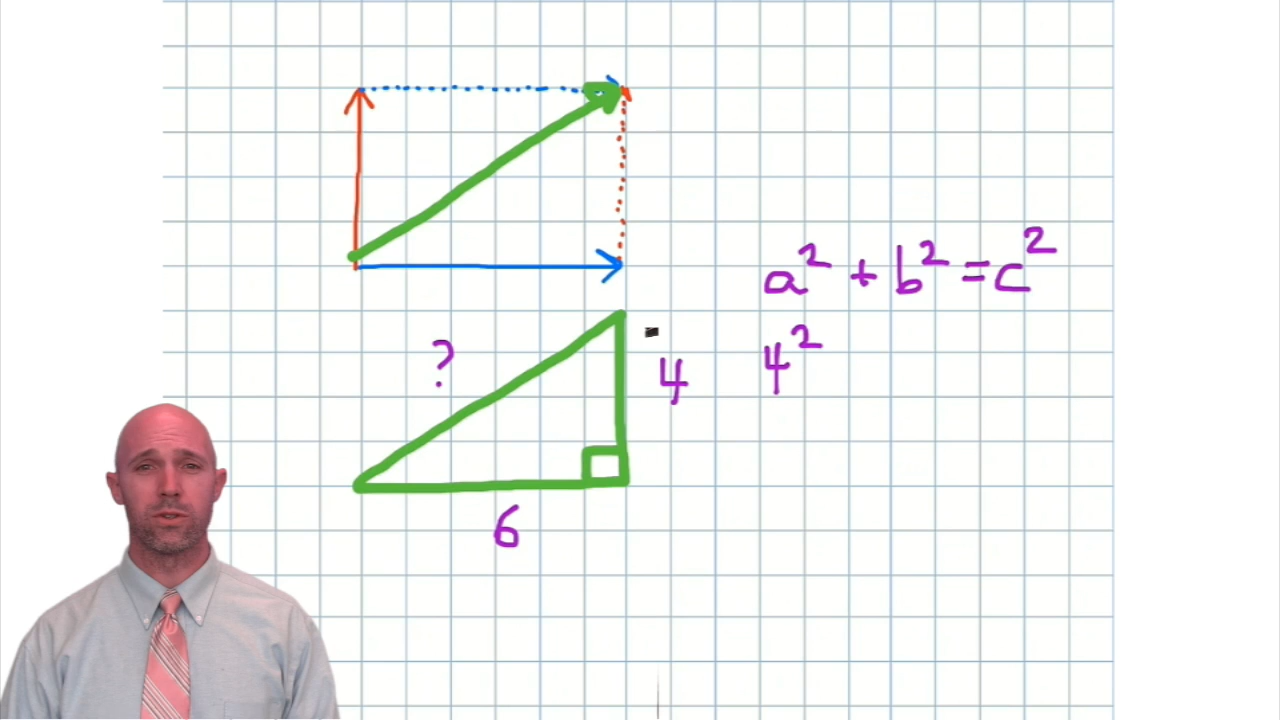 a² + b² = c²
? 4 4²
6